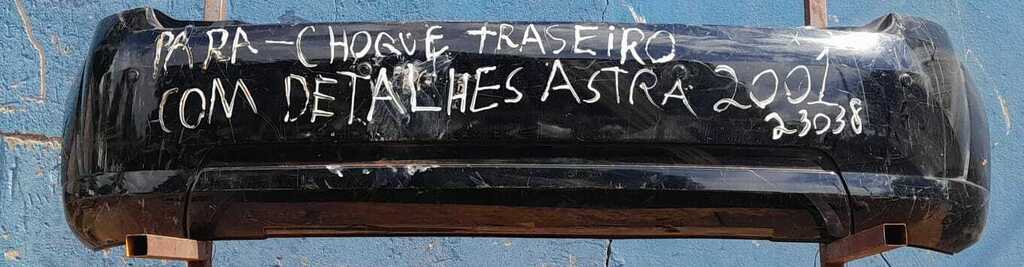 PARA-CHOQUE TRASEIRO
COM DETALHES ASTRA 2001
23038